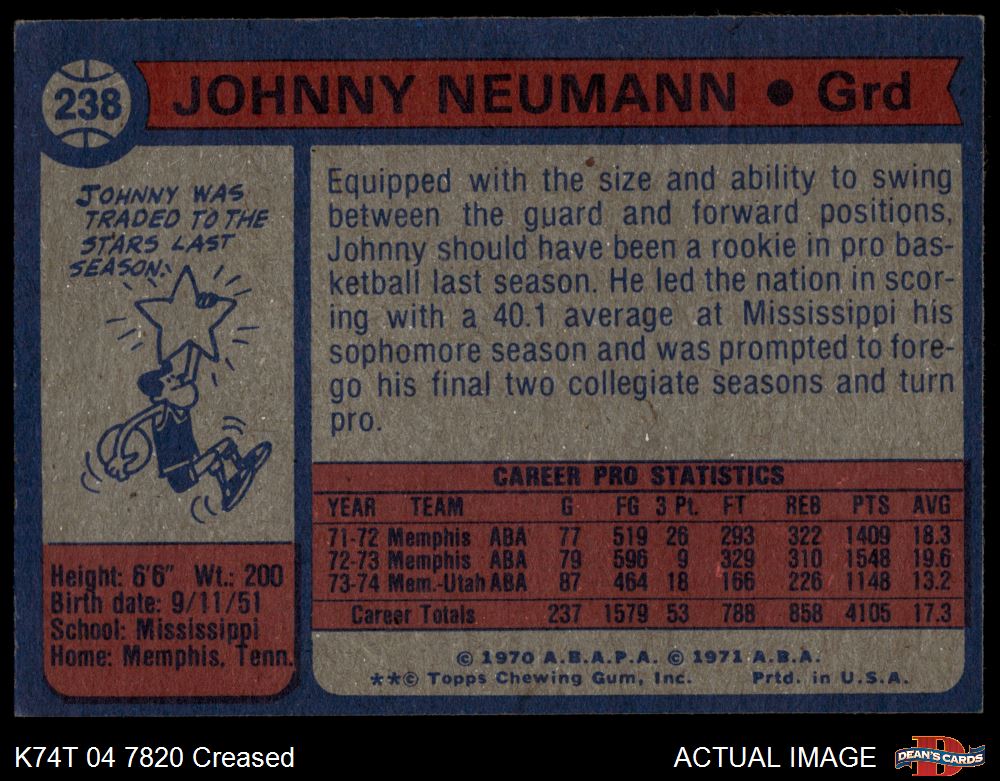 238
JOHNNY NEUMANN • Grd
JOHNNY WAS
TRADED TO THE
STARS LAST
SEASON.
Equipped with the size and ability to swing
between the guard and forward positions,
Johnny should have been a rookie in pro bas-
ketball last season. He led the nation in scor-
ing with a 40.1 average at Mississippi his
sophomore season and was prompted to fore-
go his final two collegiate seasons and turn
pro.
Height: 6'6" Wt.: 200
Birth date: 9/11/51
School: Mississippi
Home: Memphis, Tenn.
CAREER PRO STATISTICS
YEAR TEAM G FG 3 Pt. FT REB PTS AVG
71-72 Memphis ABA 77 519 26 293 322 1409 18.3
72-73 Memphis ABA 79 596 9 329 310 1548 19.6
73-74 Mem.-Utah ABA 87 464 18 166 226 1148 13.2
Career Totals 237 1579 53 788 858 4105 17.3
© 1970 A.B.A.P.A. © 1971 A.B.A.
**© Topps Chewing Gum, Inc. Prtd. in U.S.A.
K74T 04 7820 Creased
ACTUAL IMAGE
D
DEAN'S CARDS